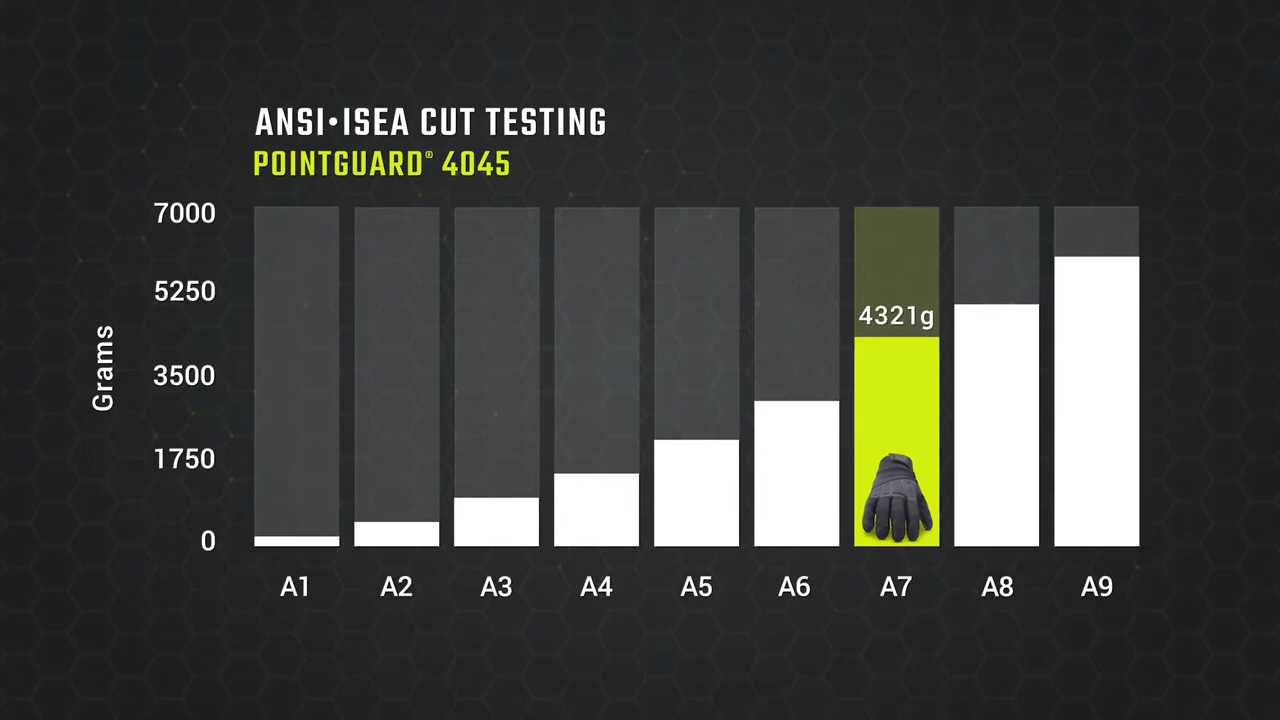 ANSI•ISEA CUT TESTING
POINTGUARD® 4045
7000
5250
3500
1750
0
Grams
4321g
A1 A2 A3 A4 A5 A6 A7 A8 A9